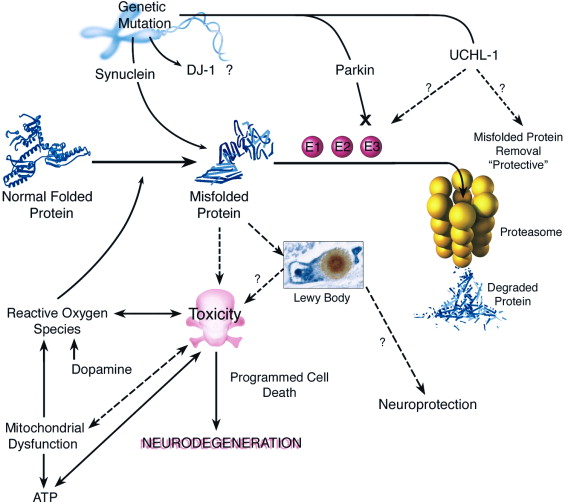 Genetic
Mutation
Synuclein
DJ-1 ?
Parkin
UCHL-1
?
?
X
E1 E2 E3
Misfolded Protein
Removal
"Protective"
Normal Folded
Protein
Misfolded
Protein
Proteasome
?
Lewy Body
Degraded
Protein
Reactive Oxygen
Species
Toxicity
?
Dopamine
Programmed Cell
Death
Neuroprotection
Mitochondrial
Dysfunction
NEURODEGENERATION
ATP